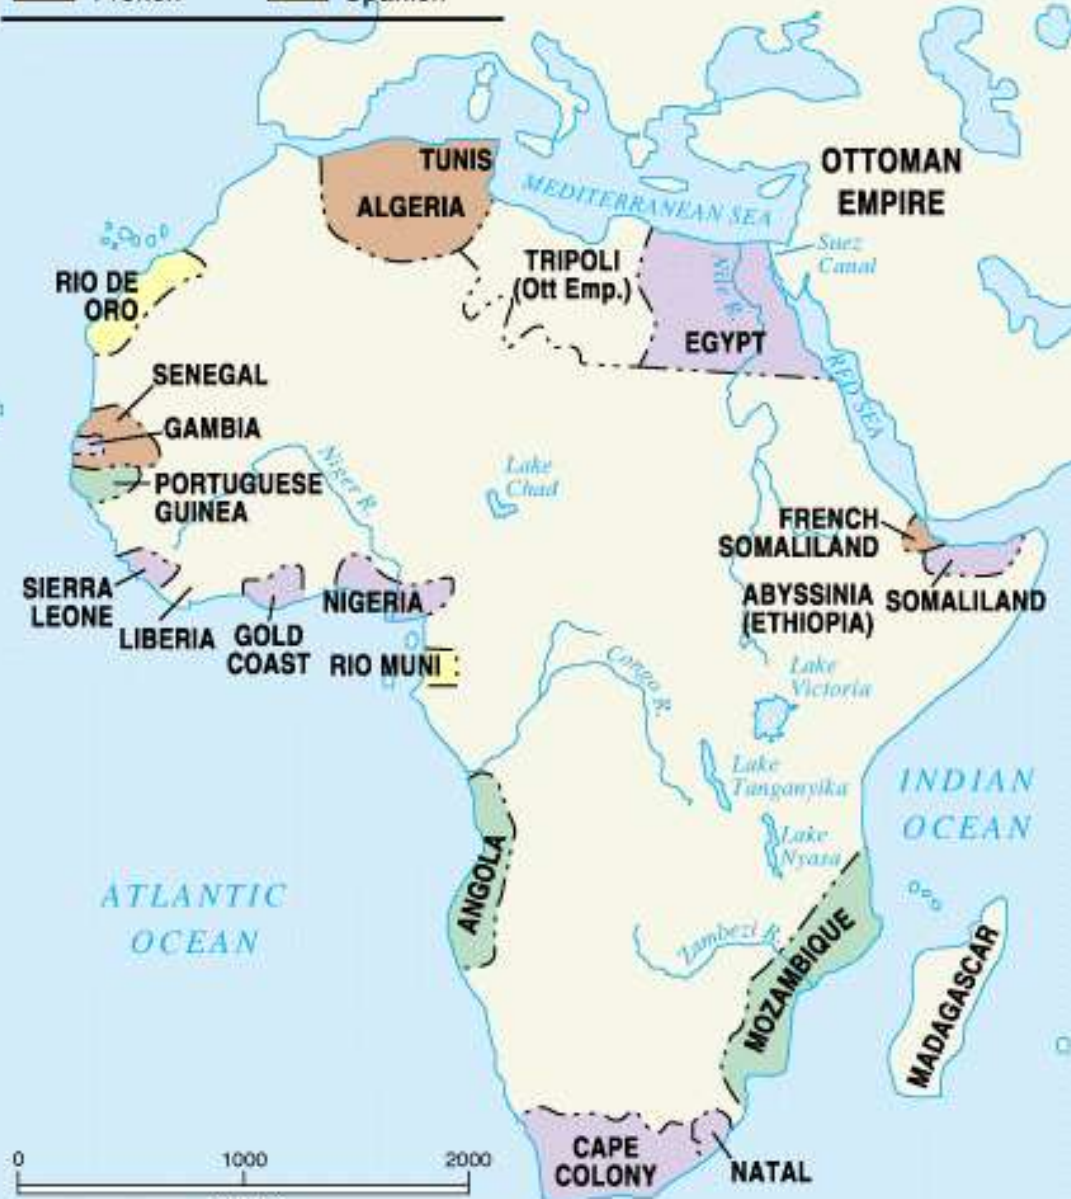 French Spanish
OTTOMAN
EMPIRE
TUNIS
ALGERIA
MEDITERRANEAN SEA
Suez
Canal
TRIPOLI
(Ott Emp.)
Nile R.
EGYPT
RIO DE
ORO
RED SEA
SENEGAL
GAMBIA
PORTUGUESE
GUINEA
Niger R.
Lake
Chad
FRENCH
SOMALILAND
SIERRA
LEONE
LIBERIA
GOLD
COAST
NIGERIA
ABYSSINIA
(ETHIOPIA)
SOMALILAND
RIO MUNI
Congo R.
Lake
Victoria
Lake
Tanganyika
INDIAN
OCEAN
Lake
Nyasa
ANGOLA
ATLANTIC
OCEAN
Zambezi R.
MOZAMBIQUE
MADAGASCAR
CAPE
COLONY
NATAL
0 1000 2000